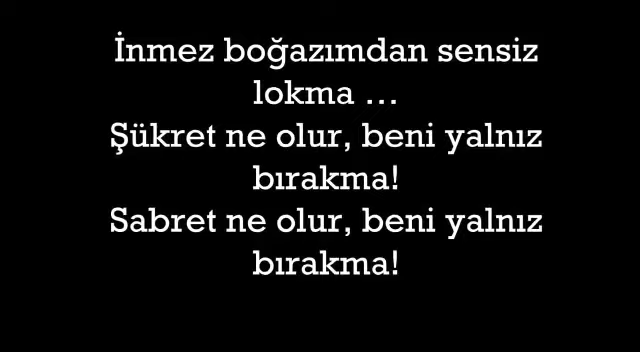 İnmez boğazımdan sensiz
lokma ...
Şükret ne olur, beni yalnız
bırakma!
Sabret ne olur, beni yalnız
bırakma!